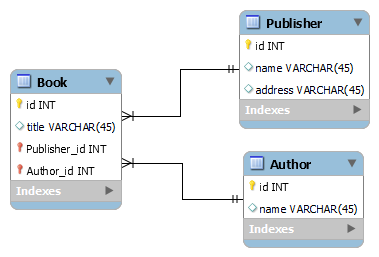 Publisher
id INT
name VARCHAR(45)
address VARCHAR(45)
Indexes
Book
id INT
title VARCHAR(45)
Publisher_id INT
Author_id INT
Indexes
Author
id INT
name VARCHAR(45)
Indexes